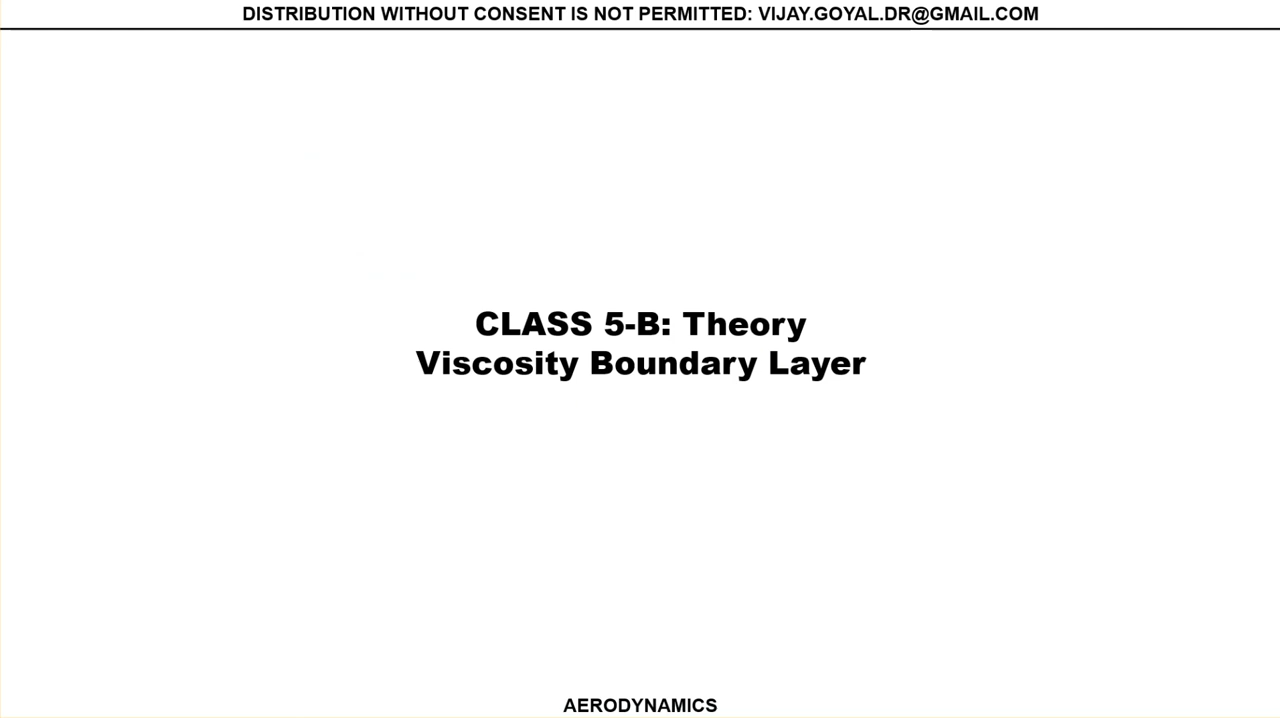 DISTRIBUTION WITHOUT CONSENT IS NOT PERMITTED: VIJAY.GOYAL.DR@GMAIL.COM
CLASS 5-B: Theory
Viscosity Boundary Layer
AERODYNAMICS